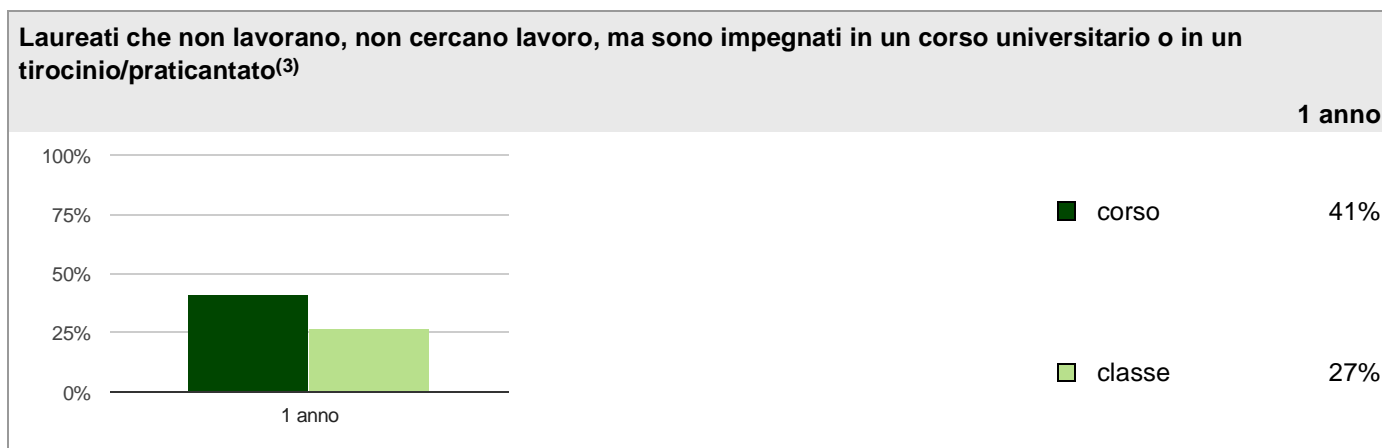 Laureati che non lavorano, non cercano lavoro, ma sono impegnati in un corso universitario o in un
tirocinio/praticantato(3)
1 anno
100%
75%
50%
25%
0%
1 anno
corso 41%
classe 27%